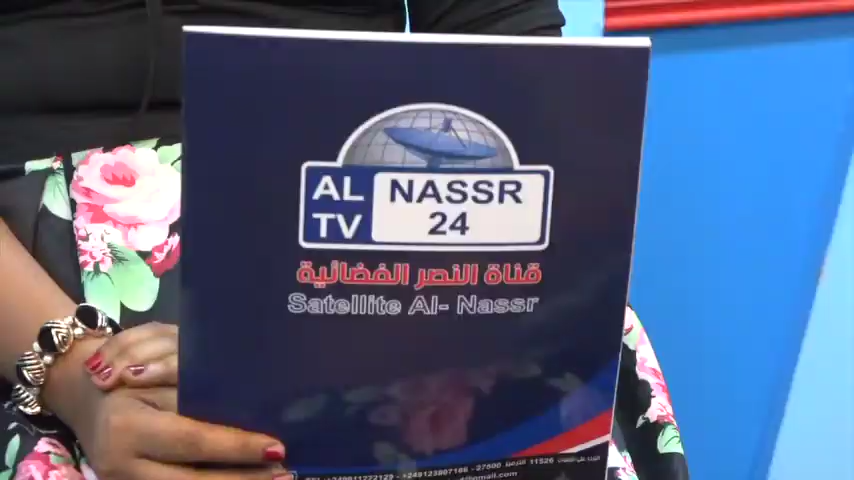 AL
TV
NASSR
24
قناة النصر الفضائية
Satellite Al- Nassr